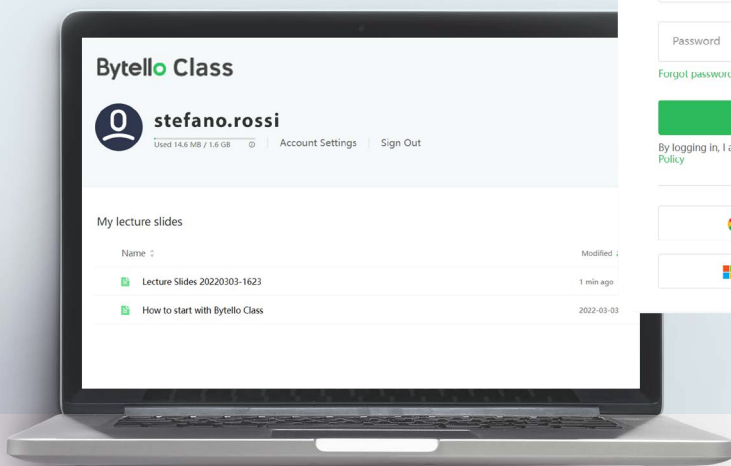 Bytello Class
stefano.rossi
Used 14.6 MB / 1.6 GB
Account Settings
Sign Out
My lecture slides
Name
Modified
Lecture Slides 20220303-1623
1 min ago
How to start with Bytello Class
2022-03-03
Password
Forgot password
By logging in, I a
Policy